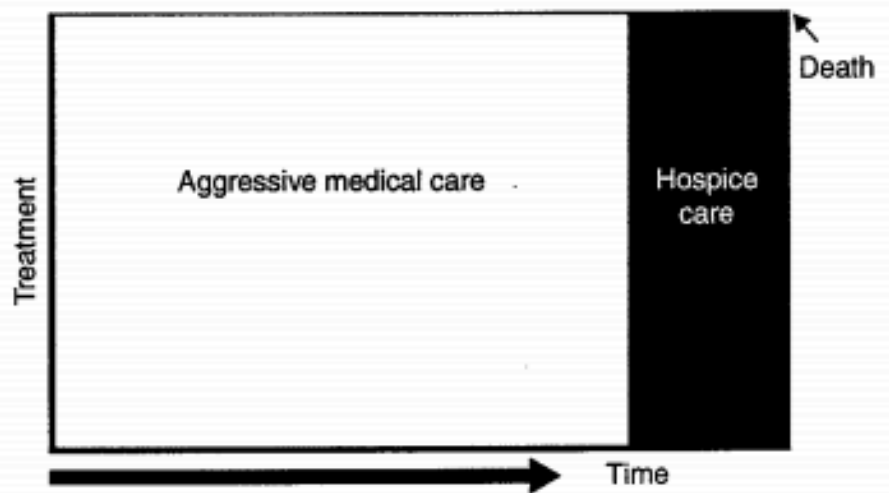 Death
Treatment
Aggressive medical care
Hospice
care
Time